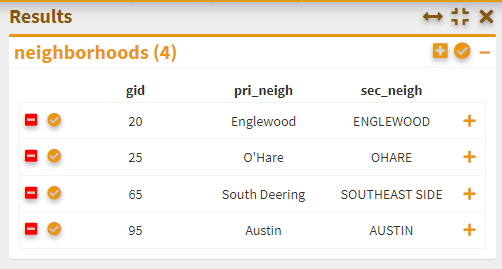 Results
neighborhoods (4)
gid pri_neigh sec_neigh
20 Englewood ENGLEWOOD
25 O'Hare OHARE
65 South Deering SOUTHEAST SIDE
95 Austin AUSTIN